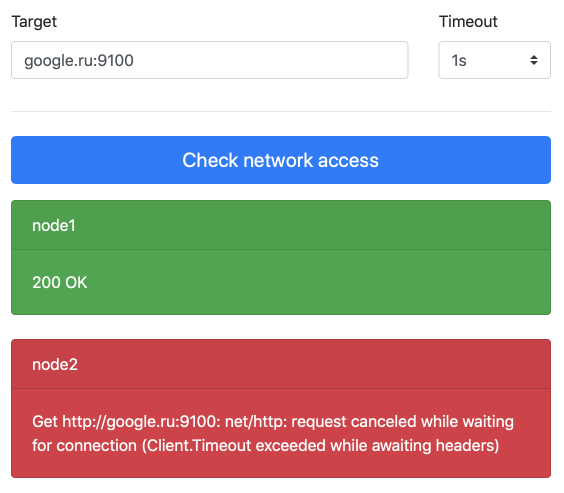 Target
Timeout
google.ru:9100
1s
Check network access
node1
200 OK
node2
Get http://google.ru:9100: net/http: request canceled while waiting
for connection (Client.Timeout exceeded while awaiting headers)